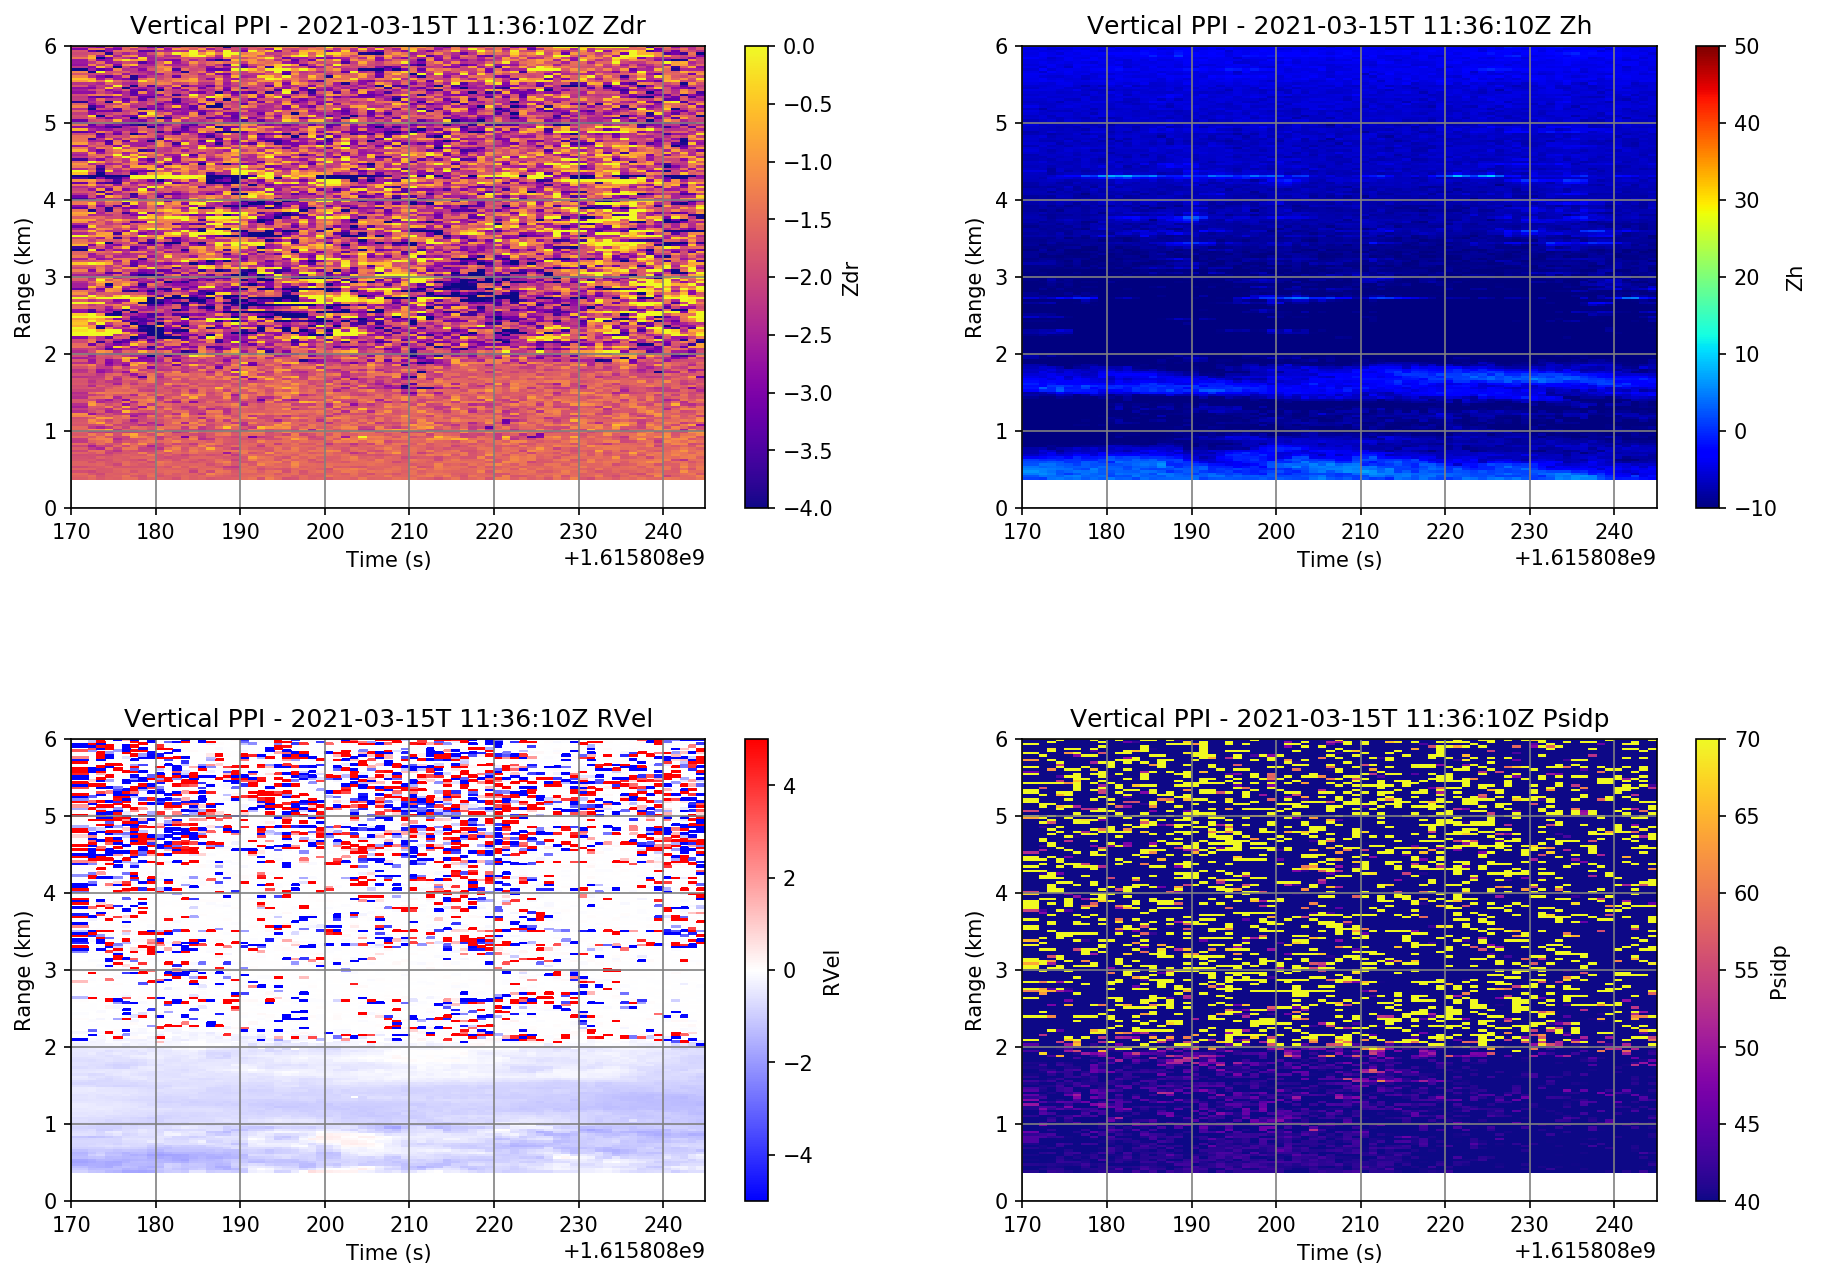 Vertical PPI - 2021-03-15T 11:36:10Z Zdr
6
5
4
3
2
1
0
Range (km)
170 180 190 200 210 220 230 240
Time (s)
+1.615808e9
0.0
−0.5
−1.0
−1.5
−2.0
−2.5
−3.0
−3.5
−4.0
Zdr
Vertical PPI - 2021-03-15T 11:36:10Z Zh
6
5
4
3
2
1
0
Range (km)
170 180 190 200 210 220 230 240
Time (s)
+1.615808e9
50
40
30
20
10
0
−10
Zh
Vertical PPI - 2021-03-15T 11:36:10Z RVel
6
5
4
3
2
1
0
Range (km)
170 180 190 200 210 220 230 240
Time (s)
+1.615808e9
4
2
0
−2
−4
RVel
Vertical PPI - 2021-03-15T 11:36:10Z Psidp
6
5
4
3
2
1
0
Range (km)
170 180 190 200 210 220 230 240
Time (s)
+1.615808e9
70
65
60
55
50
45
40
Psidp